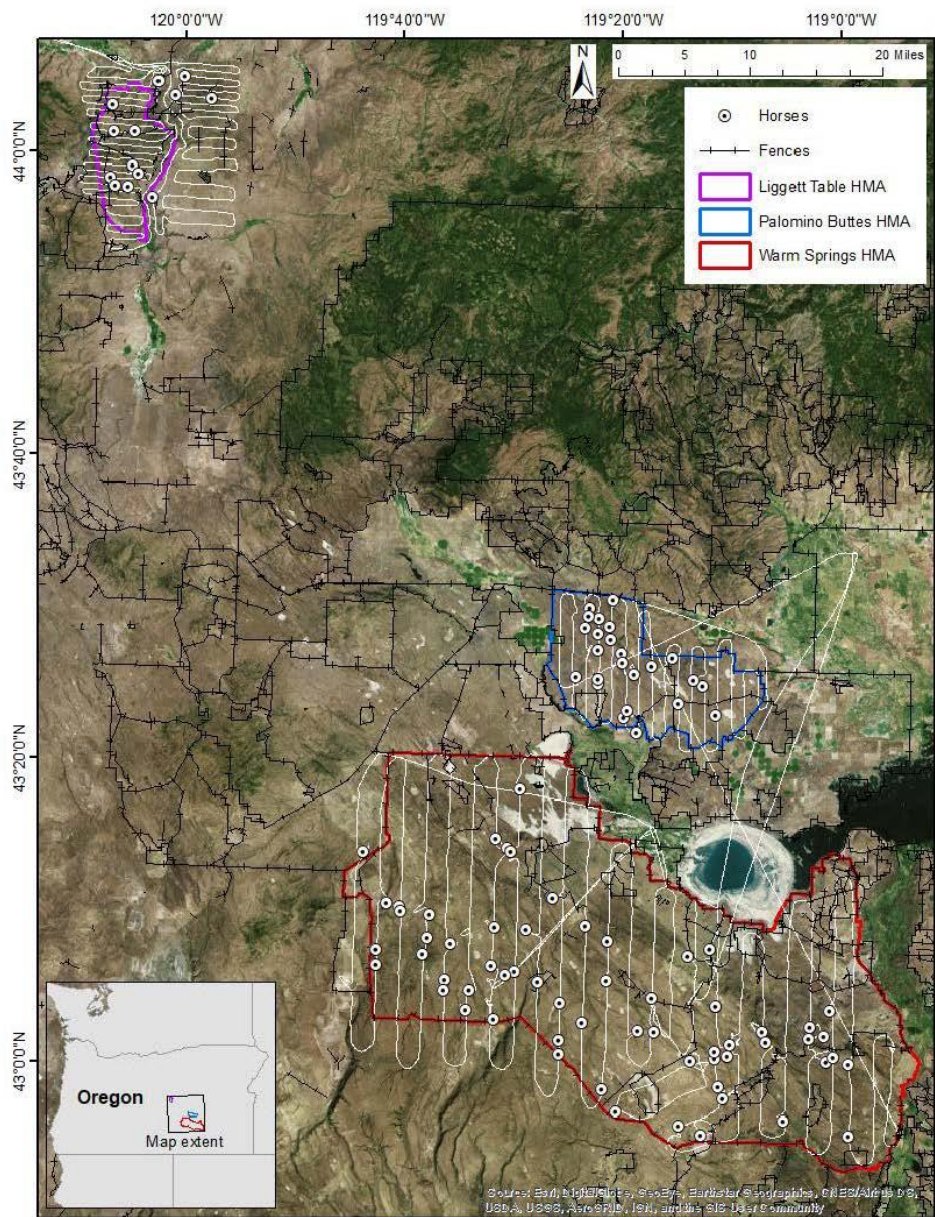 120°0'0"W 119°40'0"W 119°20'0"W 119°0'0"W
N
0 5 10 20 Miles
Horses
Fences
Liggett Table HMA
Palomino Buttes HMA
Warm Springs HMA
44°0'0"N
43°40'0"N
43°20'0"N
43°0'0"N
Oregon
Map extent
Source: Esri, DigitalGlobe, GeoEye, Earthstar Geographics, CNES/Airbus DS,
USDA, USGS, AeroGRID, IGN, and the GIS User Community